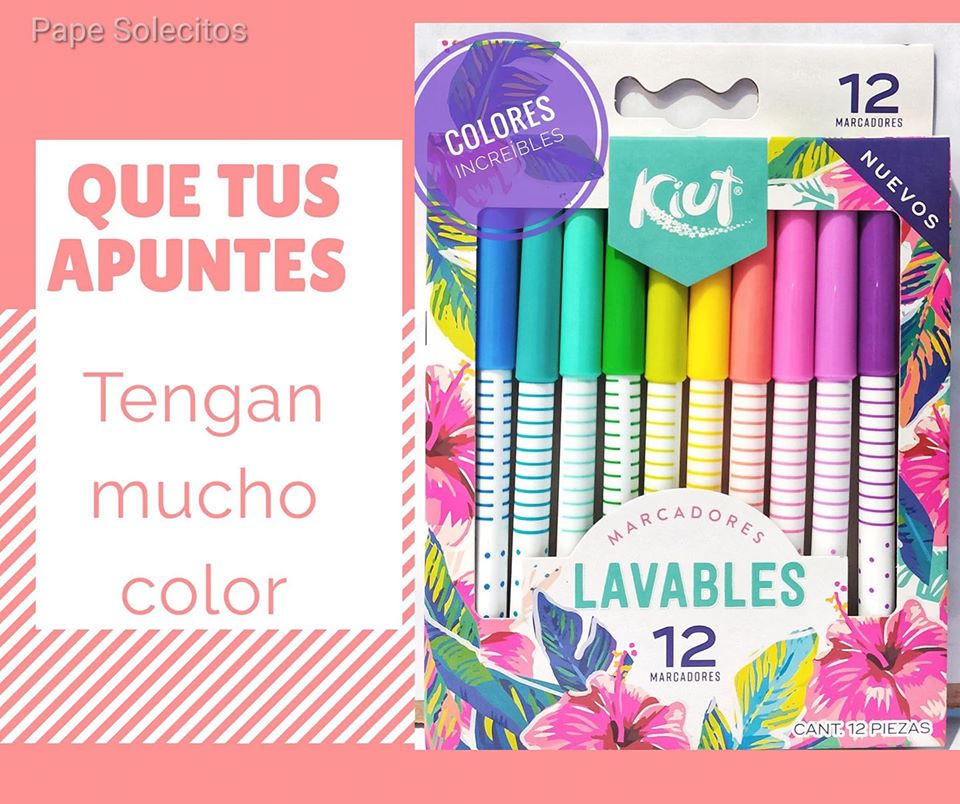 Pape Solecitos
QUE TUS
APUNTES
Tengan
mucho
color
COLORES
INCREÍBLES
12
MARCADORES
Kiut®
NUEVOS
MARCADORES
LAVABLES
12
MARCADORES
CANT. 12 PIEZAS